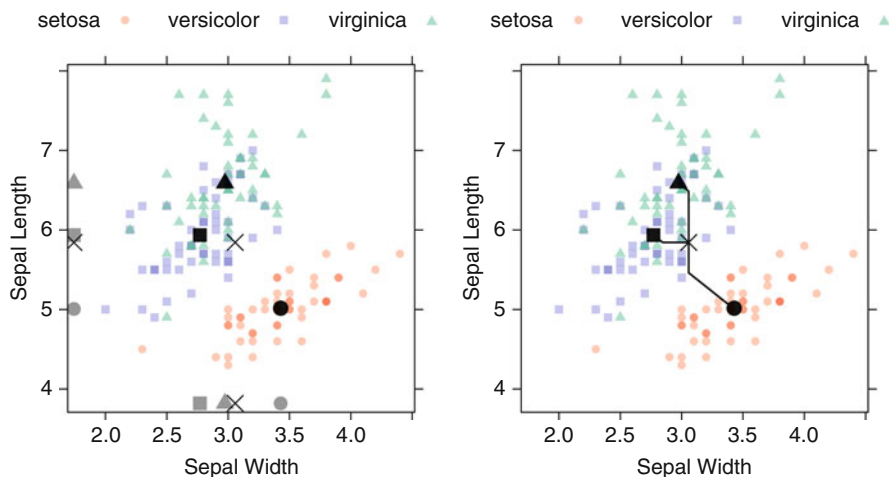 setosa versicolor virginica
7
6
5
4
Sepal Length
2.0 2.5 3.0 3.5 4.0
Sepal Width
setosa versicolor virginica
7
6
5
4
Sepal Length
2.0 2.5 3.0 3.5 4.0
Sepal Width